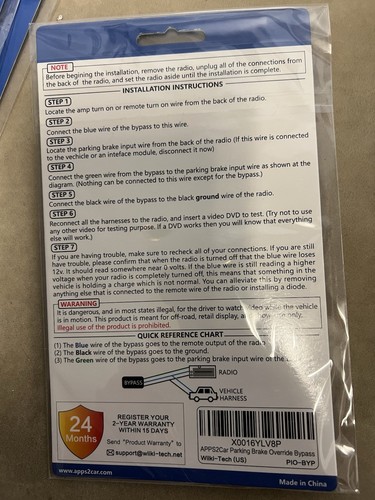 NOTE
Before begining the installation, remove the radio, unplug all of the connections from
the back of the radio, and set the radio aside until the installation is complete.
INSTALLATION INSTRUCTIONS
STEP 1
Locate the amp turn on or remote turn on wire from the back of the radio.
STEP 2
Connect the blue wire of the bypass to this wire.
STEP 3
Locate the parking brake input wire from the back of the radio (If this wire is connected
to the vechicle or an inteface module, disconnect it now)
STEP 4
Connect the green wire from the bypass to the parking brake input wire as shown at the
diagram. (Nothing can be connected to this wire except for the bypass.)
STEP 5
Connect the black wire of the bypass to the black ground wire of the radio.
STEP 6
Reconnect all the harnesses to the radio, and insert a video DVD to test. (Try not to use
any other video for testing purpose. If a DVD works then you will know that everything
else will work.)
STEP 7
If you are having trouble, make sure to recheck all of your connections. If you are still
have trouble, please confirm that when the radio is turned off that the blue wire loses
12v. It should read somewhere near 0 volts. If the blue wire is still reading a higher
voltage when your radio is completely turned off, this means that something in the
vehicle is holding a charge which is not normal. You can alleviate this by removing
anything else that is connected to the remote wire of the radio or installing a diode.
WARANING
It is dangerous, and in most states illegal, for the driver to watch video while the vehicle
is in motion. This product is meant for off-road, retail display, and show use only.
Illegal use of the product is prohibited.
QUICK REFERENCE CHART
(1) The Blue wire of the bypass goes to the remote output of the radio
(2) The Black wire of the bypass goes to the ground.
(3) The Green wire of the bypass goes to the parking brake input wire of the
BYPASS
RADIO
VEHICLE
HARNESS
24
Months
REGISTER YOUR
2-YEAR WARRANTY
WITHIN 15 DAYS
Send "Product Warranty" to
support@wiiki-tech.net
X0016YLV8P
APPS2Car Parking Brake Override Bypass
Wiiki-Tech (US)
PIO-BYP
www.apps2car.com
Made in China